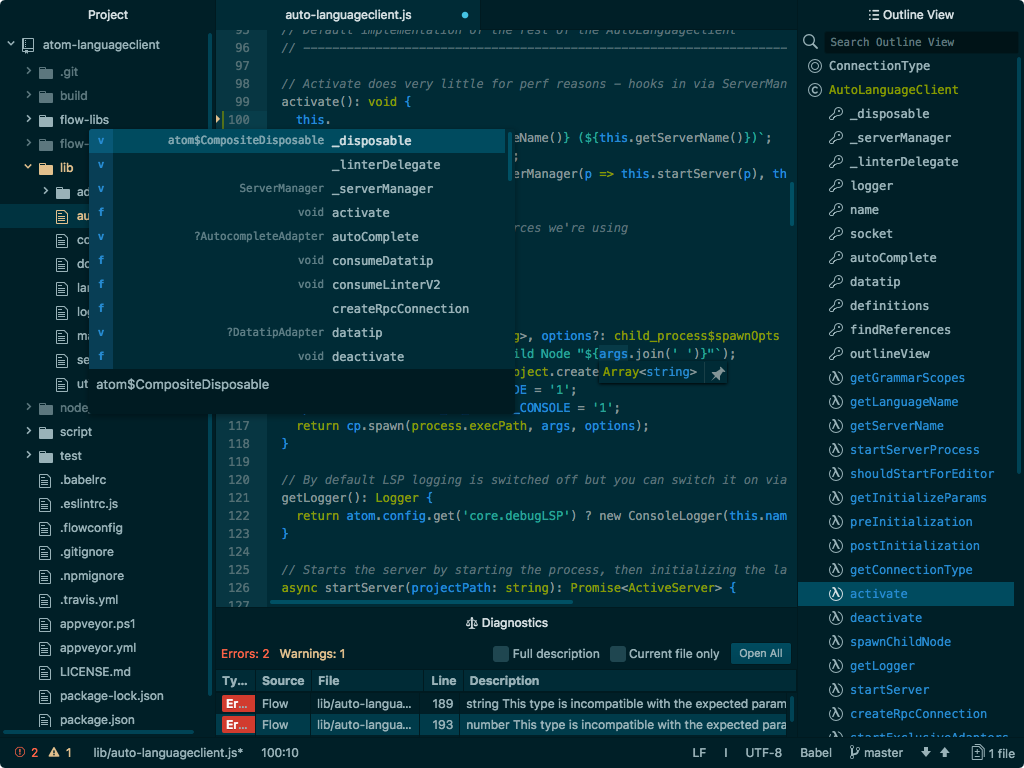 Project
atom-languageclient
.git
build
flow-libs
flow-
lib
ad
au
co
do
lan
log
ma
se
ut
node_
script
test
.babelrc
.eslintrc.js
.flowconfig
.gitignore
.npmignore
.travis.yml
appveyor.ps1
appveyor.yml
LICENSE.md
package-lock.json
package.json
auto-languageclient.js
95 // Default implementation of the rest of the AutoLanguageClient
96 // ---------------------------------------------------------------------------
97
98 // Activate does very little for perf reasons – hooks in via ServerMan
99 activate(): void {
100 this.
eName()} (${this.getServerName()})`;
;
erManager(p => this.startServer(p), th
rces we're using
g>, options?: child_process$spawnOpts
ild Node "${args.join(' ')}"`);
oject.create
DE = '1';
_CONSOLE = '1';
117 return cp.spawn(process.execPath, args, options);
118 }
119
120 // By default LSP logging is switched off but you can switch it on via
121 getLogger(): Logger {
122 return atom.config.get('core.debugLSP') ? new ConsoleLogger(this.nam
123 }
124
125 // Starts the server by starting the process, then initializing the la
126 async startServer(projectPath: string): Promise<ActiveServer> {
127
v atom$CompositeDisposable _disposable
v _linterDelegate
v ServerManager _serverManager
f void activate
v ?AutocompleteAdapter autoComplete
f void consumeDatatip
f void consumeLinterV2
f createRpcConnection
v ?DatatipAdapter datatip
f void deactivate
atom$CompositeDisposable
Array<string>
Diagnostics
Errors: 2 Warnings: 1 Full description Current file only Open All
Ty... Source File Line Description
Er... Flow lib/auto-langua... 189 string This type is incompatible with the expected param
Er... Flow lib/auto-langua... 193 number This type is incompatible with the expected para
Outline View
Search Outline View
ConnectionType
C AutoLanguageClient
_disposable
_serverManager
_linterDelegate
logger
name
socket
autoComplete
datatip
definitions
findReferences
outlineView
λ getGrammarScopes
λ getLanguageName
λ getServerName
λ startServerProcess
λ shouldStartForEditor
λ getInitializeParams
λ preInitialization
λ postInitialization
λ getConnectionType
λ activate
λ deactivate
λ spawnChildNode
λ getLogger
λ startServer
λ createRpcConnection
λ startExclusiveAdapters
2 1 lib/auto-languageclient.js* 100:10 LF I UTF-8 Babel master 1 file